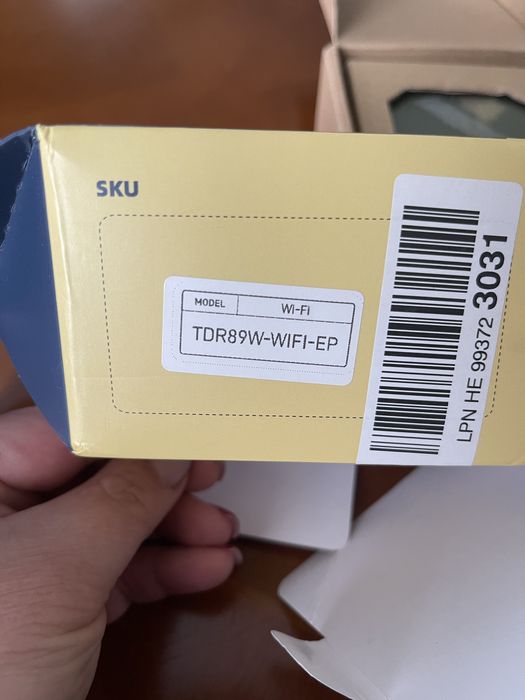 SKU
MODEL Wi-Fi
TDR89W-WIFI-EP
LPN HE 99372 3031